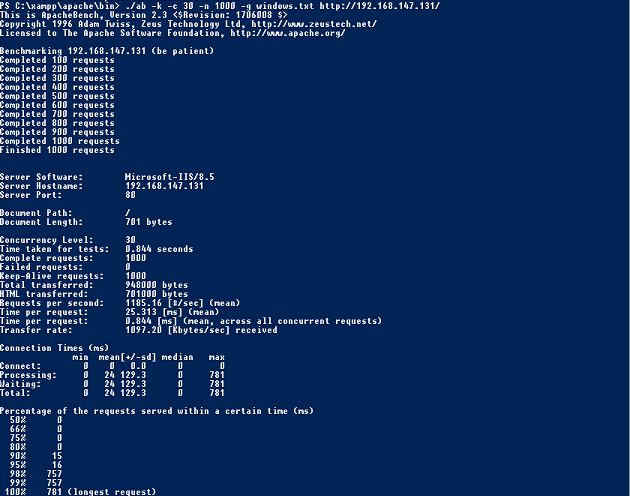 PS C:\xampp\apache\bin> ./ab -k -c 30 -n 1000 -g windows.txt http://192.168.147.131/
This is ApacheBench, Version 2.3 <$Revision: 1706008 $>
Copyright 1996 Adam Twiss, Zeus Technology Ltd, http://www.zeustech.net/
Licensed to The Apache Software Foundation, http://www.apache.org/
Benchmarking 192.168.147.131 (be patient)
Completed 100 requests
Completed 200 requests
Completed 300 requests
Completed 400 requests
Completed 500 requests
Completed 600 requests
Completed 700 requests
Completed 800 requests
Completed 900 requests
Completed 1000 requests
Finished 1000 requests
Server Software: Microsoft-IIS/8.5
Server Hostname: 192.168.147.131
Server Port: 80
Document Path: /
Document Length: 701 bytes
Concurrency Level: 30
Time taken for tests: 0.844 seconds
Complete requests: 1000
Failed requests: 0
Keep-Alive requests: 1000
Total transferred: 948000 bytes
HTML transferred: 701000 bytes
Requests per second: 1185.16 [#/sec] (mean)
Time per request: 25.313 [ms] (mean)
Time per request: 0.844 [ms] (mean, across all concurrent requests)
Transfer rate: 1097.20 [Kbytes/sec] received
Connection Times (ms)
min mean[+/-sd] median max
Connect: 0 0 0.0 0 0
Processing: 0 24 129.3 0 781
Waiting: 0 24 129.3 0 781
Total: 0 24 129.3 0 781
Percentage of the requests served within a certain time (ms)
50% 0
66% 0
75% 0
80% 0
90% 15
95% 16
98% 757
99% 757
100% 781 (longest request)